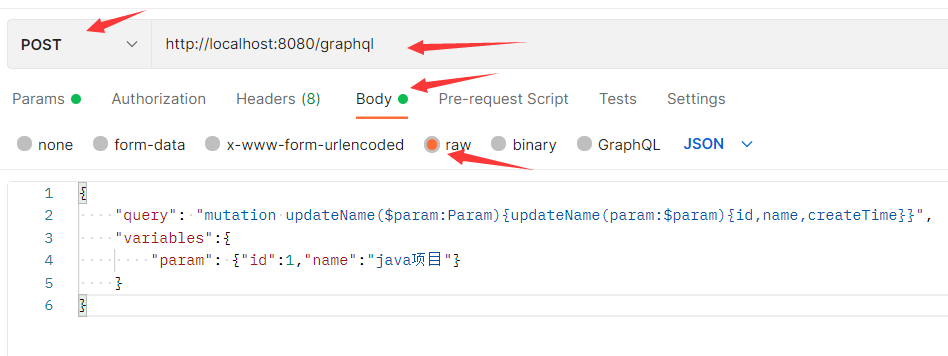 POST http://localhost:8080/graphql
Params Authorization Headers (8) Body Pre-request Script Tests Settings
none form-data x-www-form-urlencoded raw binary GraphQL JSON
1 {
2 "query": "mutation updateName($param:Param){updateName(param:$param){id,name,createTime}}",
3 "variables":{
4 "param": {"id":1,"name":"java项目"}
5 }
6 }